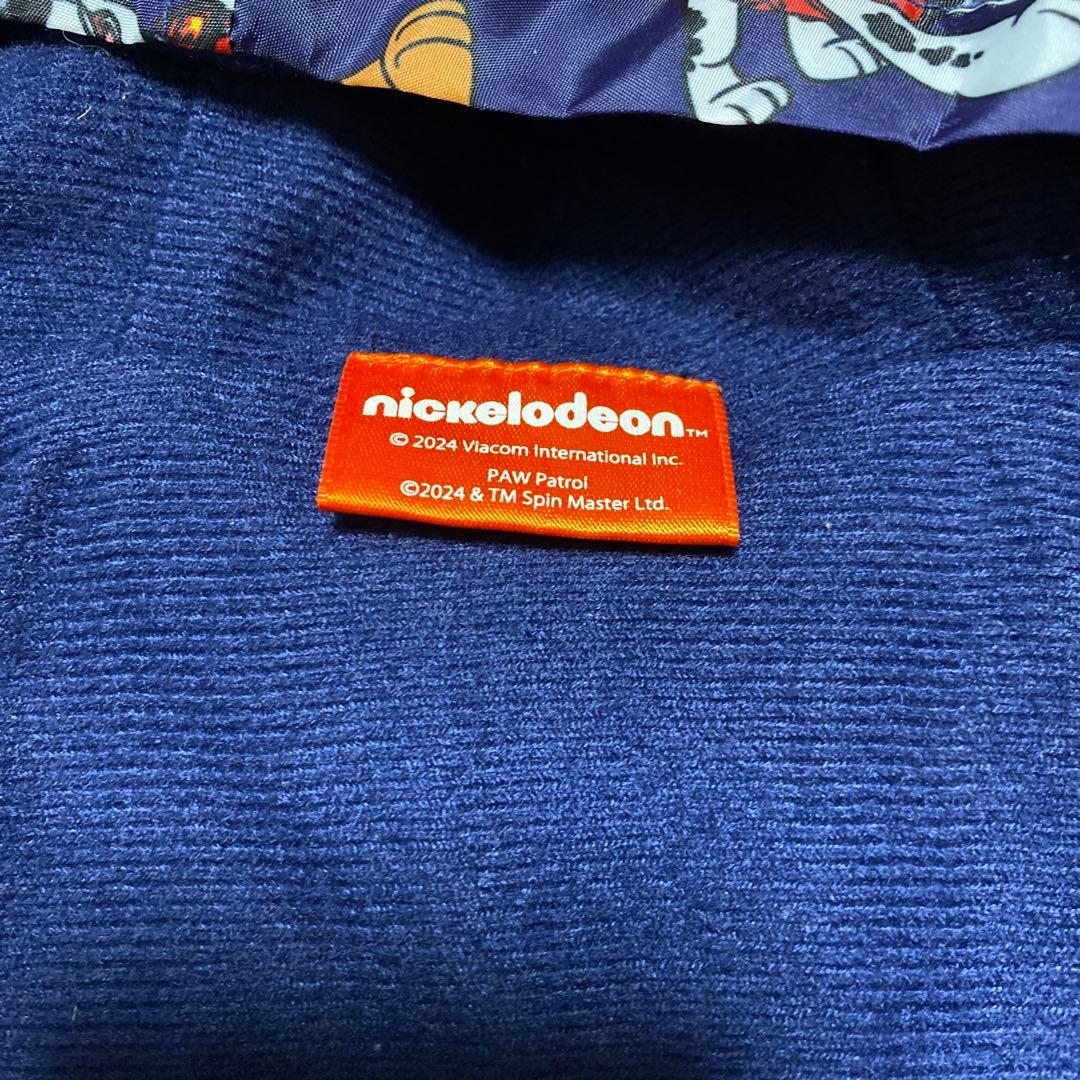 nickelodeon™
© 2024 Viacom International Inc.
PAW Patrol
©2024 & TM Spin Master Ltd.